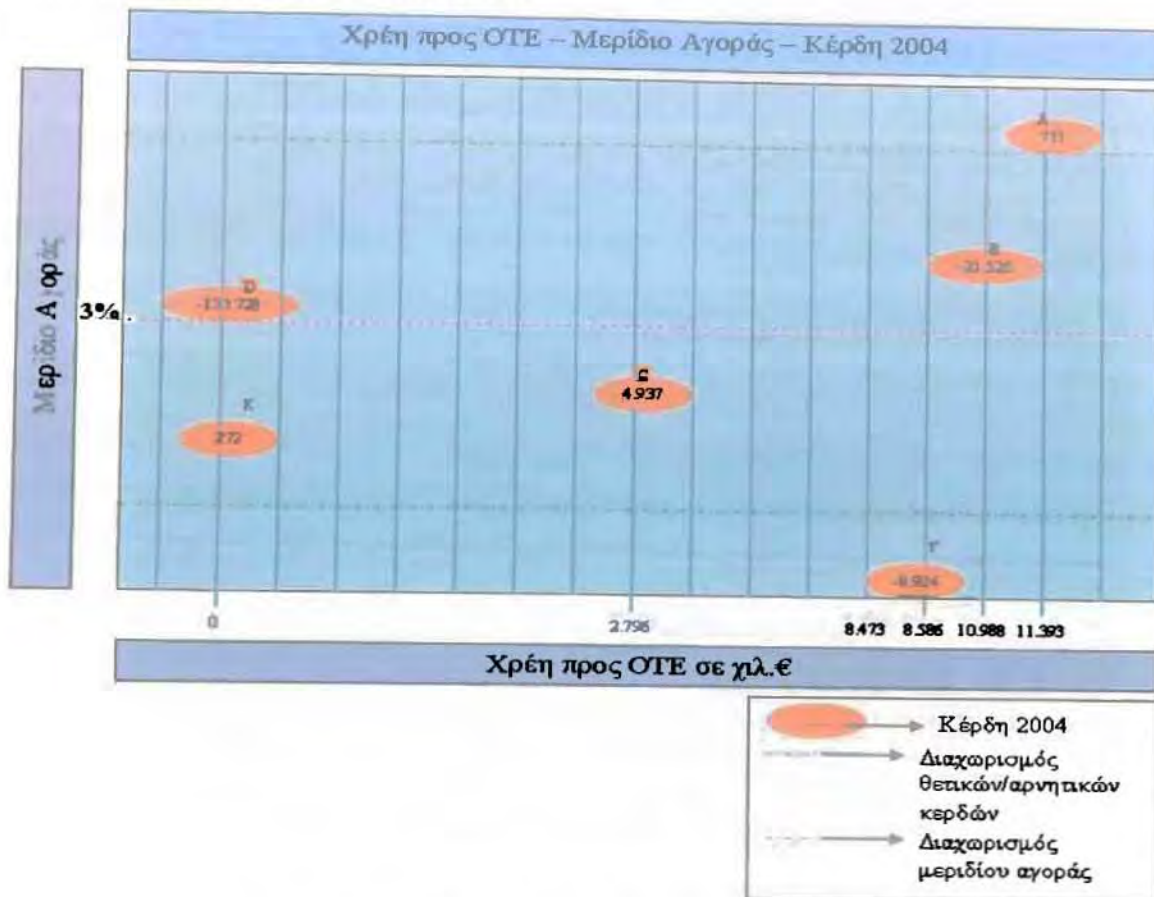 Χρέη προς ΟΤΕ – Μερίδιο Αγοράς – Κέρδη 2004
Μερίδιο Αγοράς
A
711
B
D
-133.728
3%
E
4.937
K
272
Γ
-8.924
0
2.796
8.473
8.586
10.988
11.393
Χρέη προς ΟΤΕ σε χιλ.€
Κέρδη 2004
Διαχωρισμός
θετικών/αρνητικών
κερδών
Διαχωρισμός
μεριδίου αγοράς